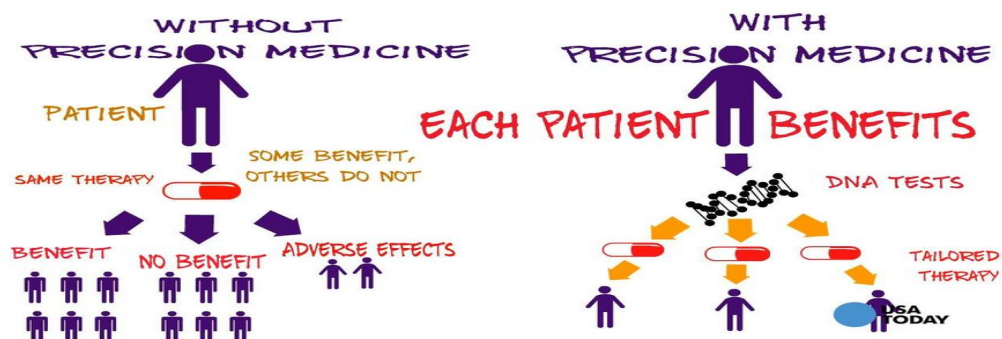 WITHOUT
PRECISION MEDICINE
PATIENT
SAME THERAPY
SOME BENEFIT,
OTHERS DO NOT
BENEFIT
NO BENEFIT
ADVERSE EFFECTS
WITH
PRECISION MEDICINE
EACH PATIENT BENEFITS
DNA TESTS
TAILORED
THERAPY
USA
TODAY